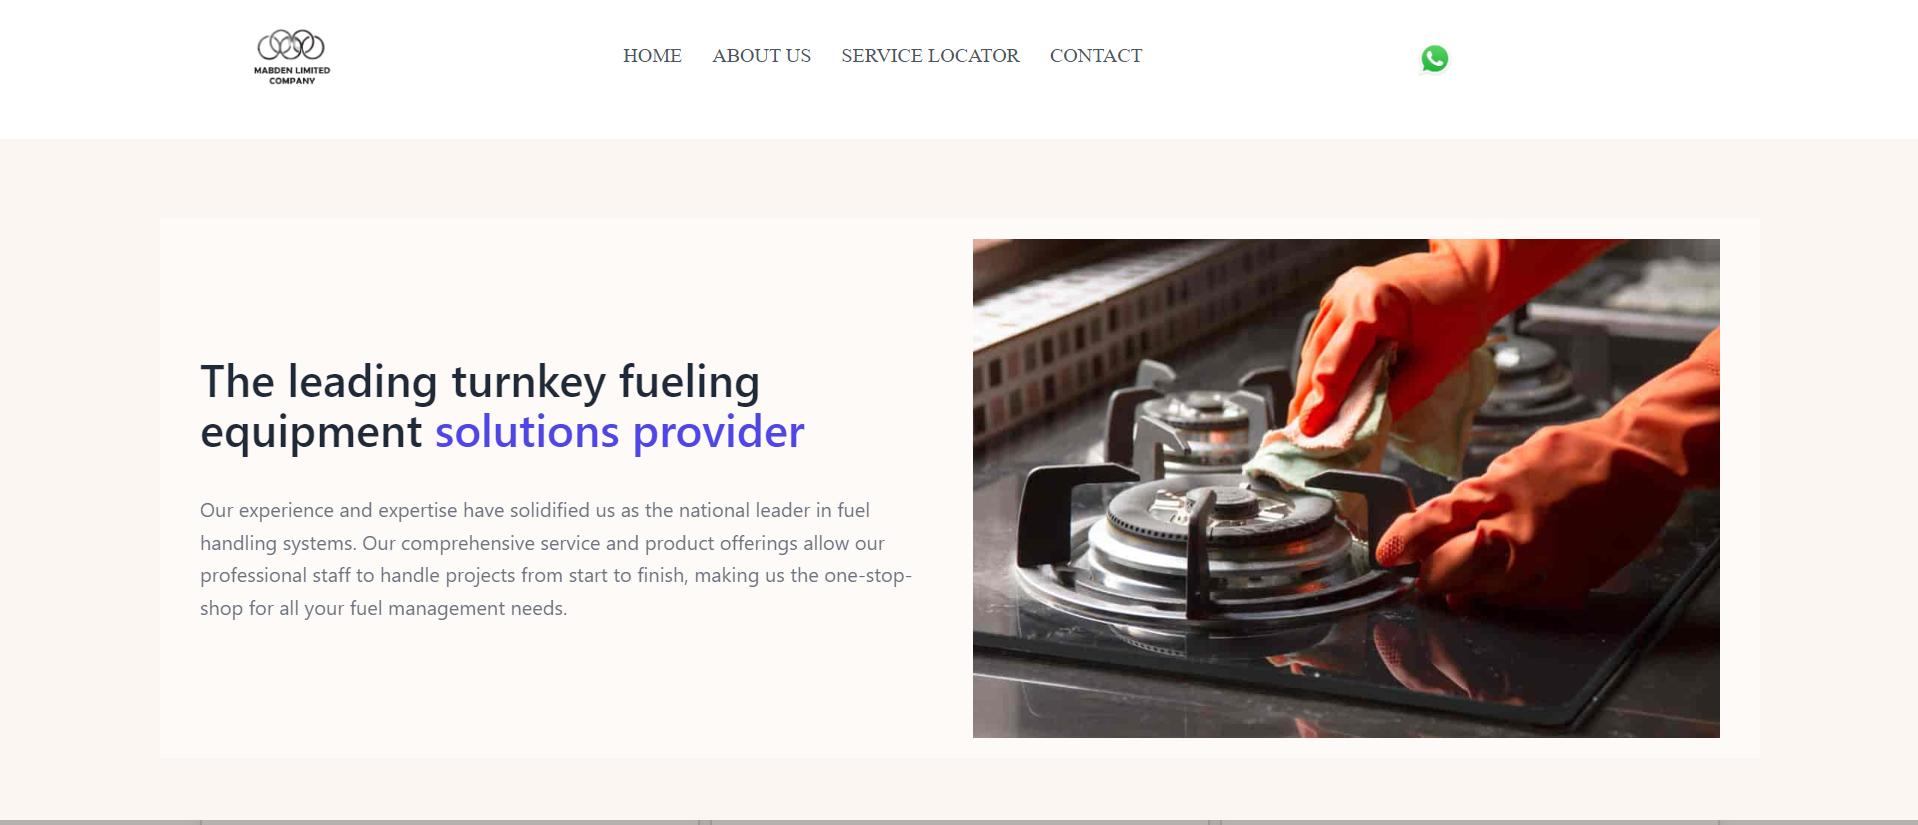 MABDEN LIMITED
COMPANY
HOME ABOUT US SERVICE LOCATOR CONTACT
The leading turnkey fueling
equipment solutions provider
Our experience and expertise have solidified us as the national leader in fuel
handling systems. Our comprehensive service and product offerings allow our
professional staff to handle projects from start to finish, making us the one-stop-
shop for all your fuel management needs.